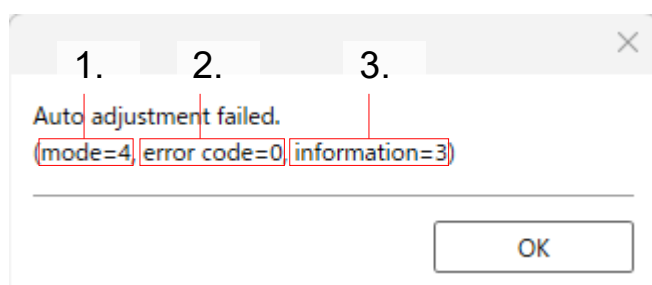 1. 2. 3.
Auto adjustment failed.
(mode=4, error code=0, information=3)
OK